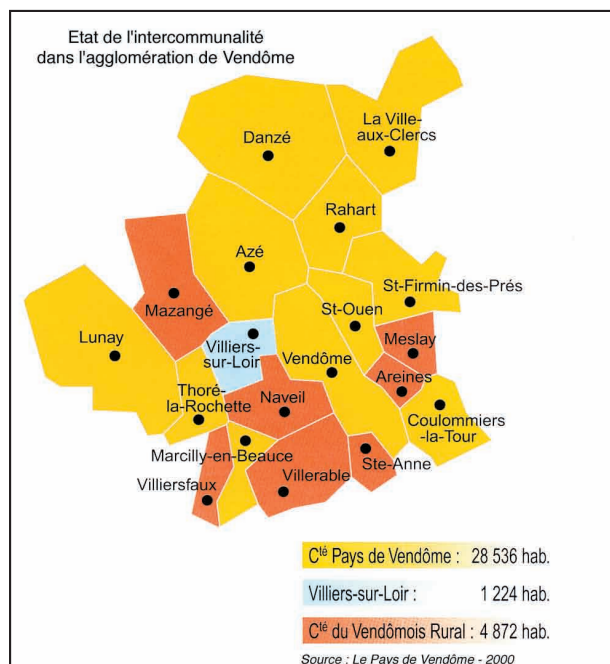 Etat de l'intercommunalité
dans l'agglomération de Vendôme
La Ville-
aux-Clercs
Danzé
Rahart
Azé
St-Firmin-des-Prés
Mazangé
St-Ouen
Lunay
Villiers-
sur-Loir
Vendôme
Meslay
Areines
Thoré-
la-Rochette
Naveil
Coulommiers
-la-Tour
Marcilly-en-Beauce
Ste-Anne
Villiersfaux
Villerable
Cté Pays de Vendôme : 28 536 hab.
Villiers-sur-Loir : 1 224 hab.
Cté du Vendômois Rural : 4 872 hab.
Source : Le Pays de Vendôme - 2000